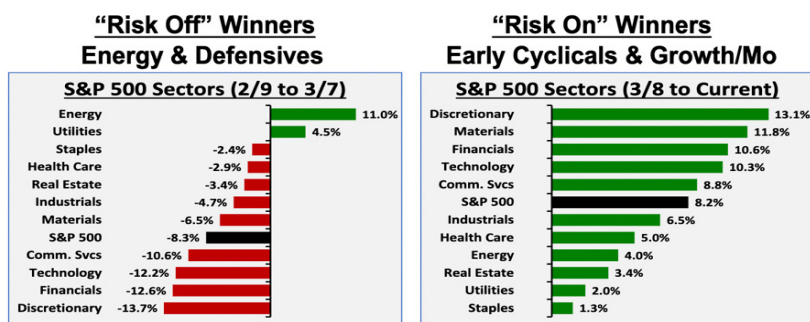 “Risk Off” Winners
Energy & Defensives
S&P 500 Sectors (2/9 to 3/7)
Energy 11.0%
Utilities 4.5%
Staples -2.4%
Health Care -2.9%
Real Estate -3.4%
Industrials -4.7%
Materials -6.5%
S&P 500 -8.3%
Comm. Svcs -10.6%
Technology -12.2%
Financials -12.6%
Discretionary -13.7%
“Risk On” Winners
Early Cyclicals & Growth/Mo
S&P 500 Sectors (3/8 to Current)
Discretionary 13.1%
Materials 11.8%
Financials 10.6%
Technology 10.3%
Comm. Svcs 8.8%
S&P 500 8.2%
Industrials 6.5%
Health Care 5.0%
Energy 4.0%
Real Estate 3.4%
Utilities 2.0%
Staples 1.3%